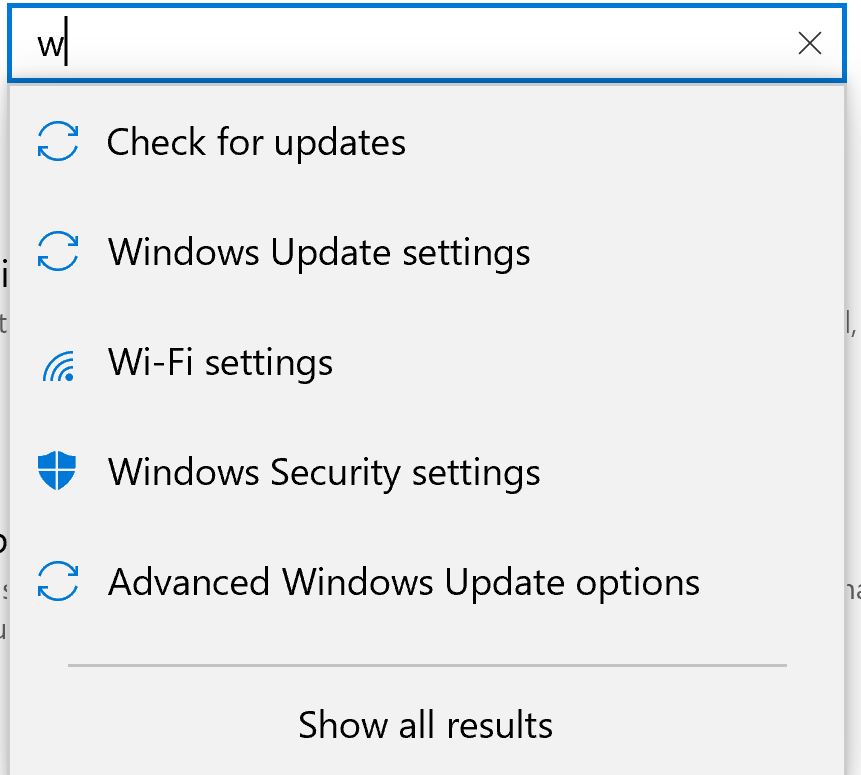 w
Check for updates
Windows Update settings
Wi-Fi settings
Windows Security settings
Advanced Windows Update options
Show all results